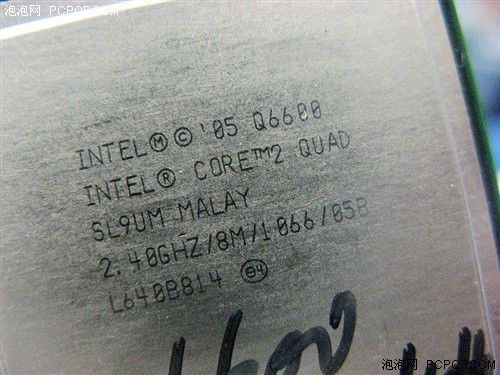 泡泡网 PCPOP.COM
INTEL Ⓜ © '05 Q6600
INTEL® CORE™2 QUAD
SL9UM MALAY
2.40GHZ/8M/1066/05B
L640B814 e4
泡泡网 PCPOP.COM